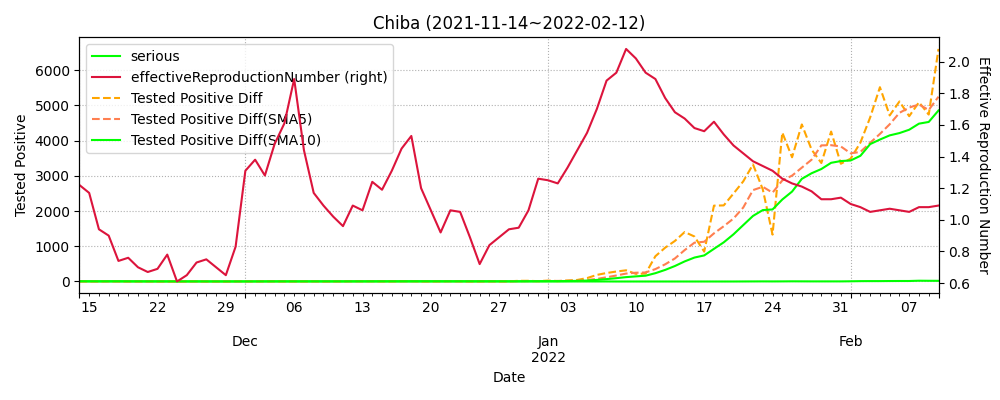 Chiba (2021-11-14~2022-02-12)
serious
effectiveReproductionNumber (right)
Tested Positive Diff
Tested Positive Diff(SMA5)
Tested Positive Diff(SMA10)
Tested Positive
6000
5000
4000
3000
2000
1000
0
2.0
1.8
1.6
1.4
1.2
1.0
0.8
0.6
Effective Reproduction Number
15 22 29 06 13 20 27 03 10 17 24 31 07
Dec Jan Feb
2022
Date